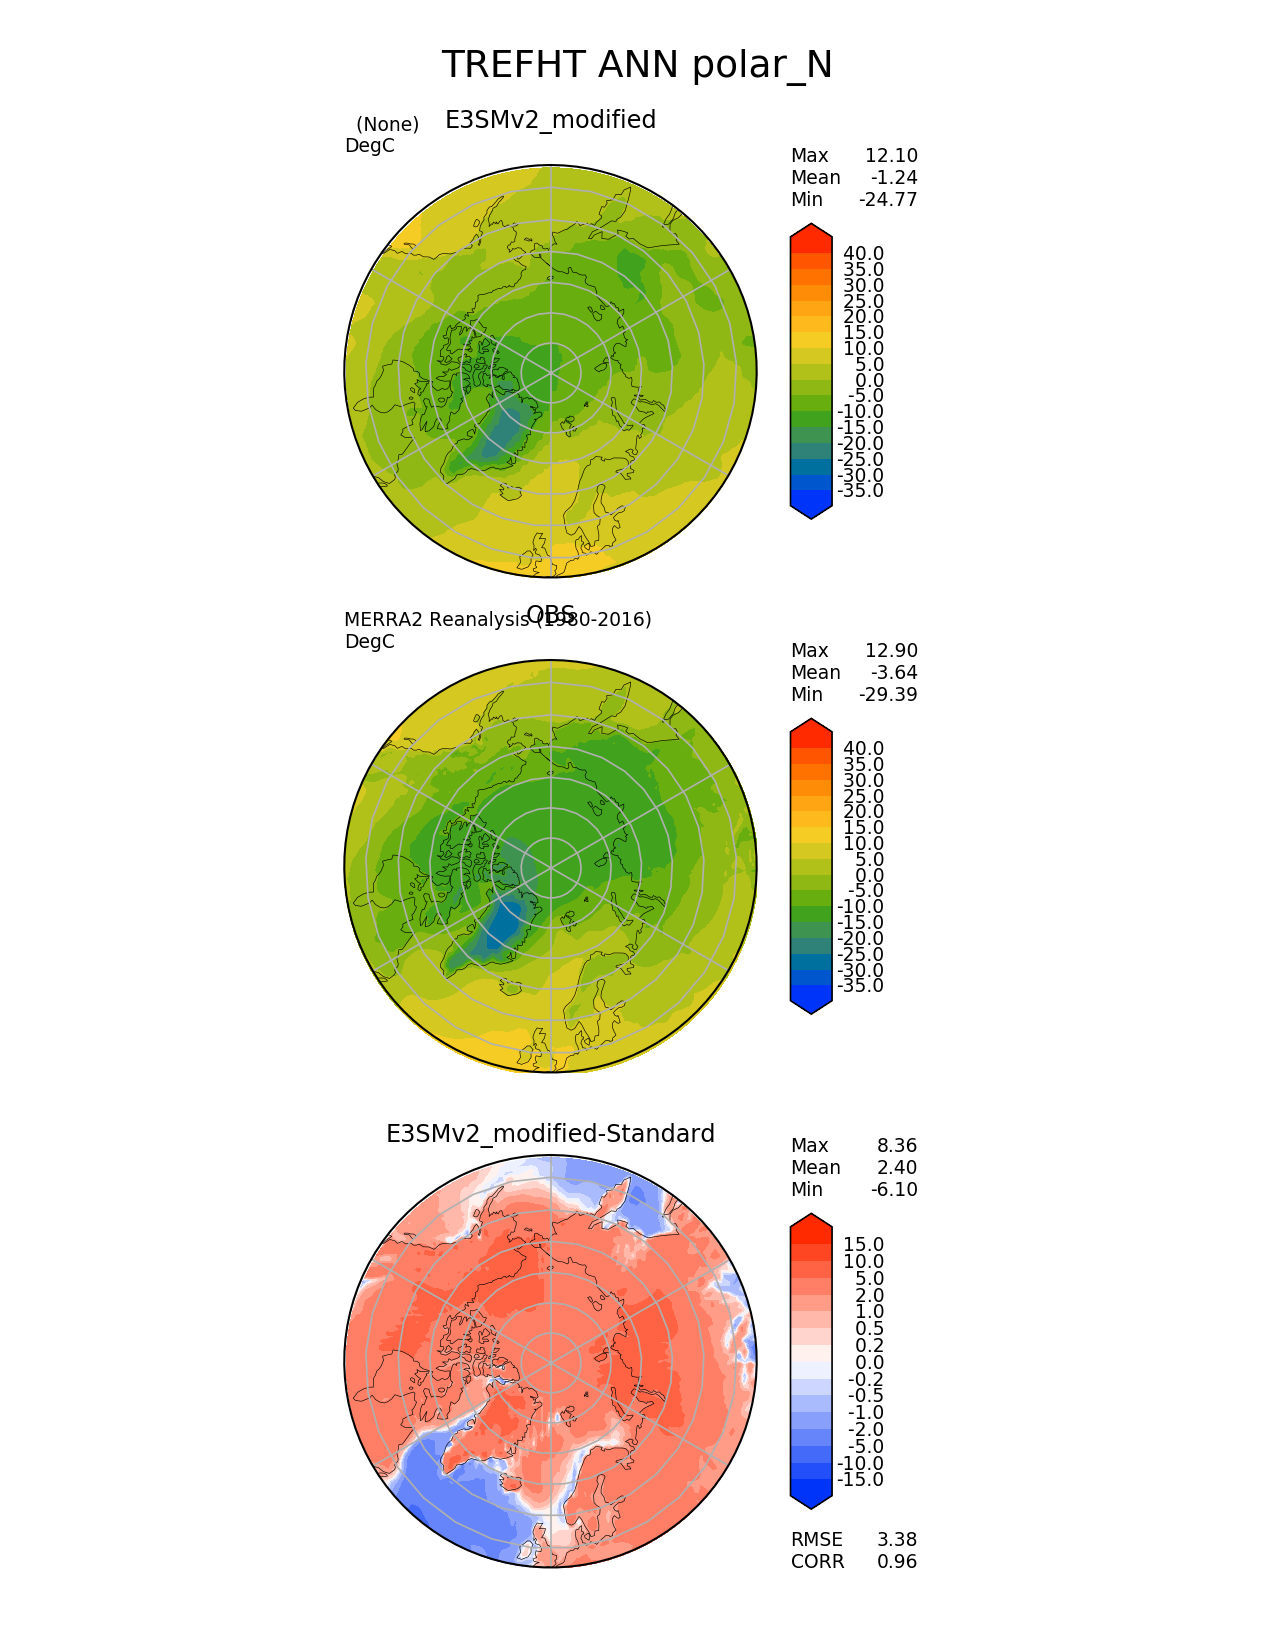 TREFHT ANN polar_N
(None) E3SMv2_modified
DegC
Max 12.10
Mean -1.24
Min -24.77
40.0
35.0
30.0
25.0
20.0
15.0
10.0
5.0
0.0
-5.0
-10.0
-15.0
-20.0
-25.0
-30.0
-35.0
OBS
MERRA2 Reanalysis (1980-2016)
DegC
Max 12.90
Mean -3.64
Min -29.39
40.0
35.0
30.0
25.0
20.0
15.0
10.0
5.0
0.0
-5.0
-10.0
-15.0
-20.0
-25.0
-30.0
-35.0
E3SMv2_modified-Standard
Max 8.36
Mean 2.40
Min -6.10
15.0
10.0
5.0
2.0
1.0
0.5
0.2
0.0
-0.2
-0.5
-1.0
-2.0
-5.0
-10.0
-15.0
RMSE 3.38
CORR 0.96